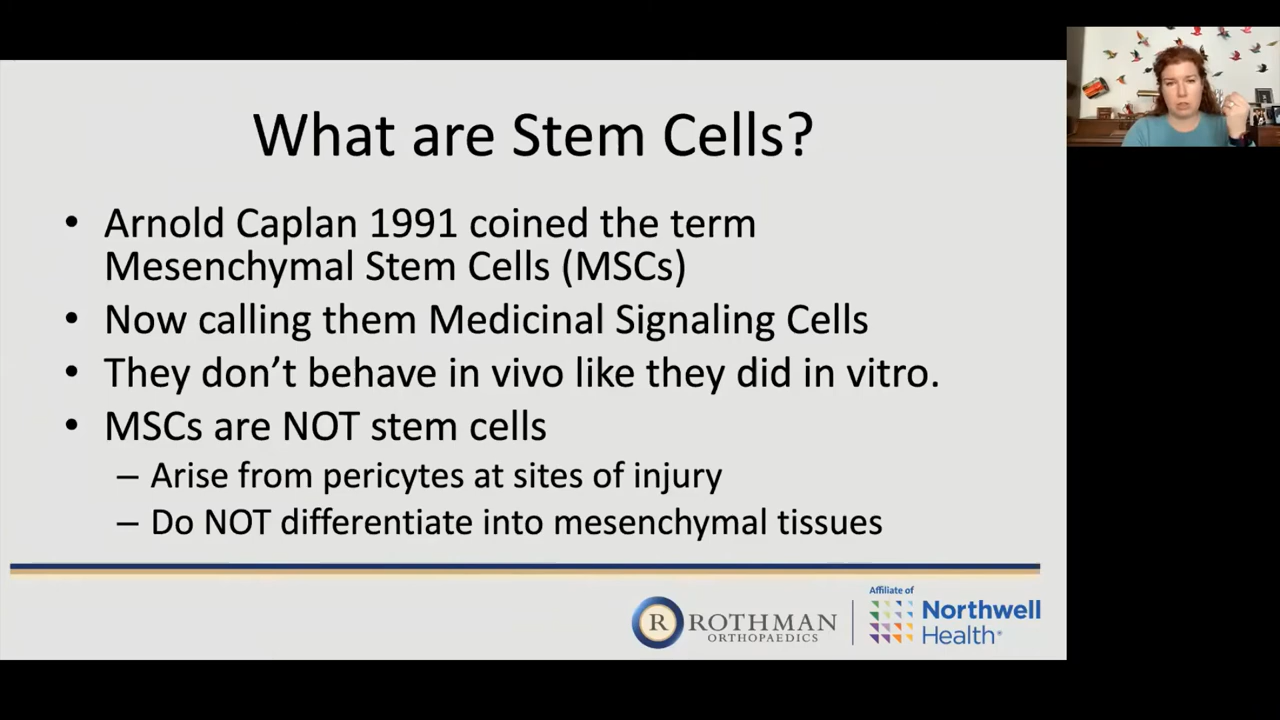 What are Stem Cells?
• Arnold Caplan 1991 coined the term
Mesenchymal Stem Cells (MSCs)
• Now calling them Medicinal Signaling Cells
• They don’t behave in vivo like they did in vitro.
• MSCs are NOT stem cells
– Arise from pericytes at sites of injury
– Do NOT differentiate into mesenchymal tissues
R ROTHMAN
ORTHOPAEDICS
Affiliate of
Northwell
Health